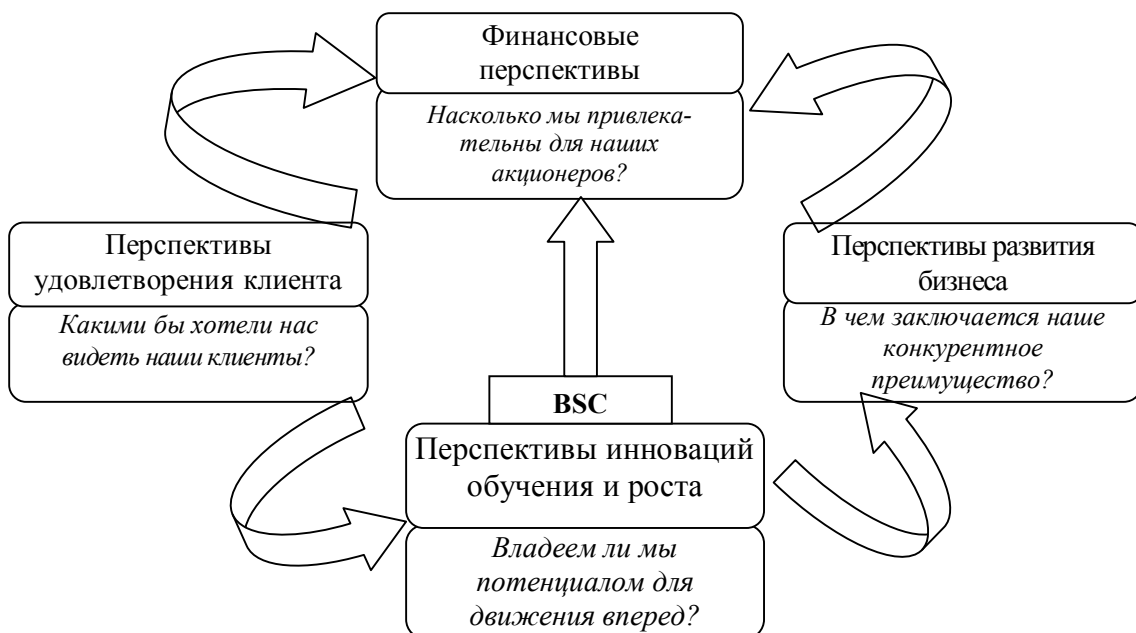 Финансовые
перспективы
Насколько мы привлека-
тельны для наших
акционеров?
Перспективы
удовлетворения клиента
Какими бы хотели нас
видеть наши клиенты?
Перспективы развития
бизнеса
В чем заключается наше
конкурентное
преимущество?
BSC
Перспективы инноваций
обучения и роста
Владеем ли мы
потенциалом для
движения вперед?